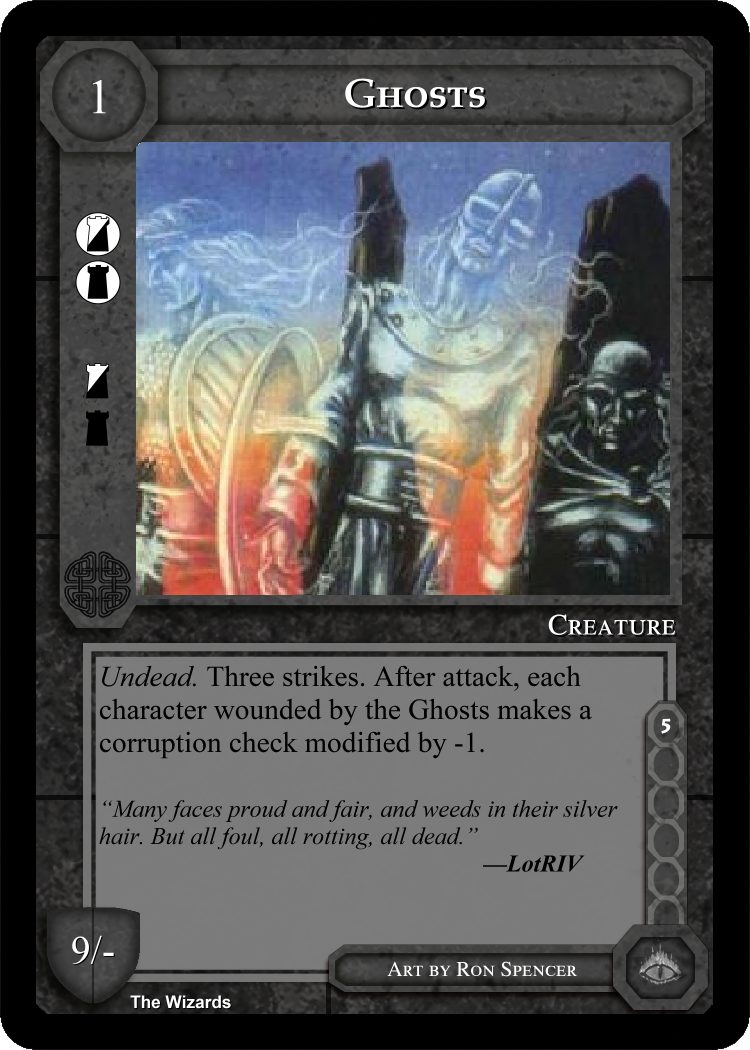 1
Ghosts
Creature
Undead. Three strikes. After attack, each
character wounded by the Ghosts makes a
corruption check modified by -1.
5
“Many faces proud and fair, and weeds in their silver
hair. But all foul, all rotting, all dead.”
—LotRIV
9/-
Art by Ron Spencer
The Wizards